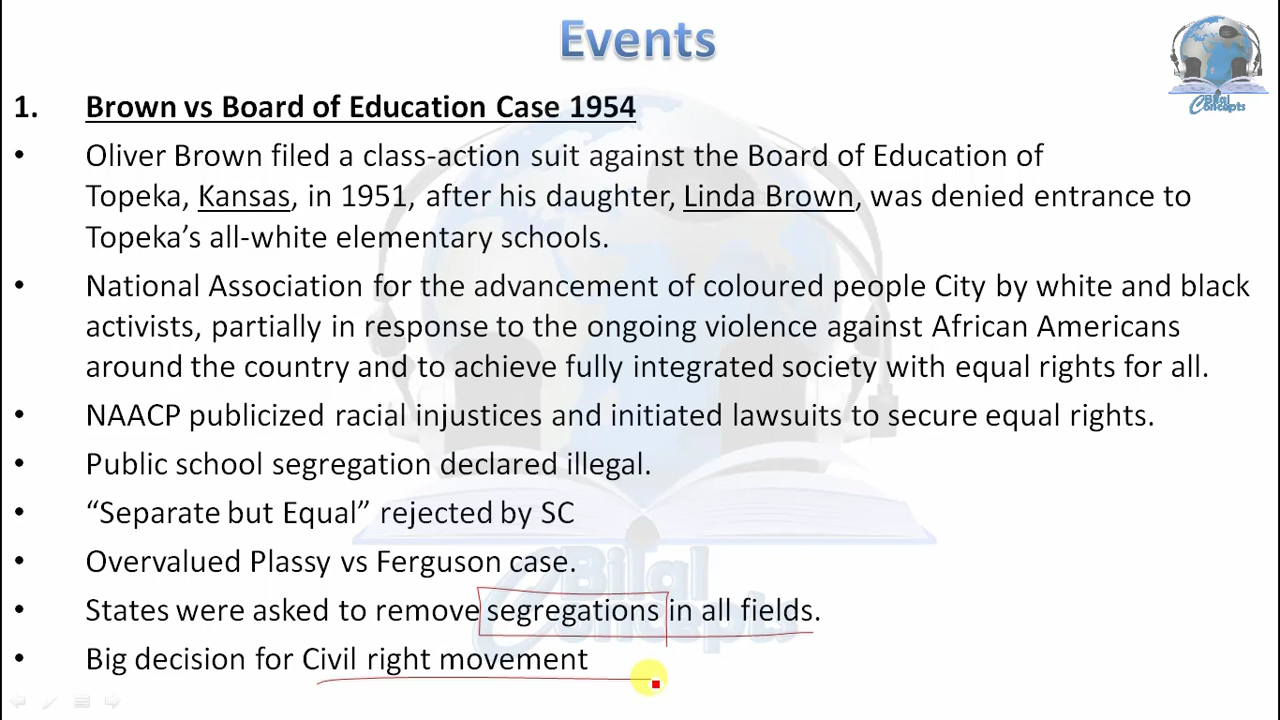 Events
Bilal
Concepts
1. Brown vs Board of Education Case 1954
• Oliver Brown filed a class-action suit against the Board of Education of
Topeka, Kansas, in 1951, after his daughter, Linda Brown, was denied entrance to
Topeka’s all-white elementary schools.
• National Association for the advancement of coloured people City by white and black
activists, partially in response to the ongoing violence against African Americans
around the country and to achieve fully integrated society with equal rights for all.
• NAACP publicized racial injustices and initiated lawsuits to secure equal rights.
• Public school segregation declared illegal.
• “Separate but Equal” rejected by SC
• Overvalued Plassy vs Ferguson case.
• States were asked to remove segregations in all fields.
• Big decision for Civil right movement
Bilal
Concepts